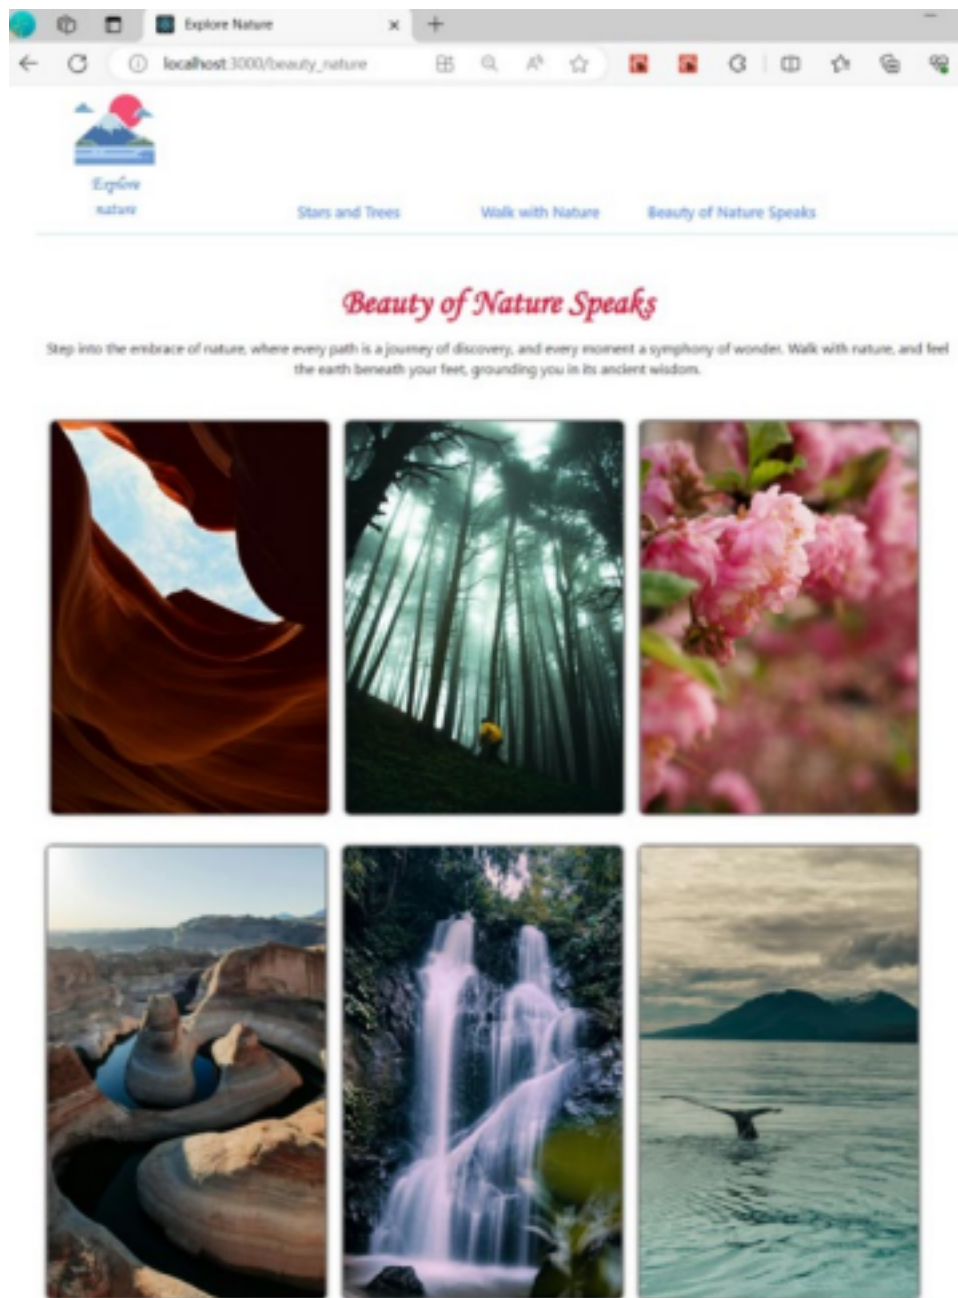 Explore Nature
localhost:3000/beauty_nature
Explore
nature
Stars and Trees
Walk with Nature
Beauty of Nature Speaks
Beauty of Nature Speaks
Step into the embrace of nature, where every path is a journey of discovery, and every moment a symphony of wonder. Walk with nature, and feel
the earth beneath your feet, grounding you in its ancient wisdom.